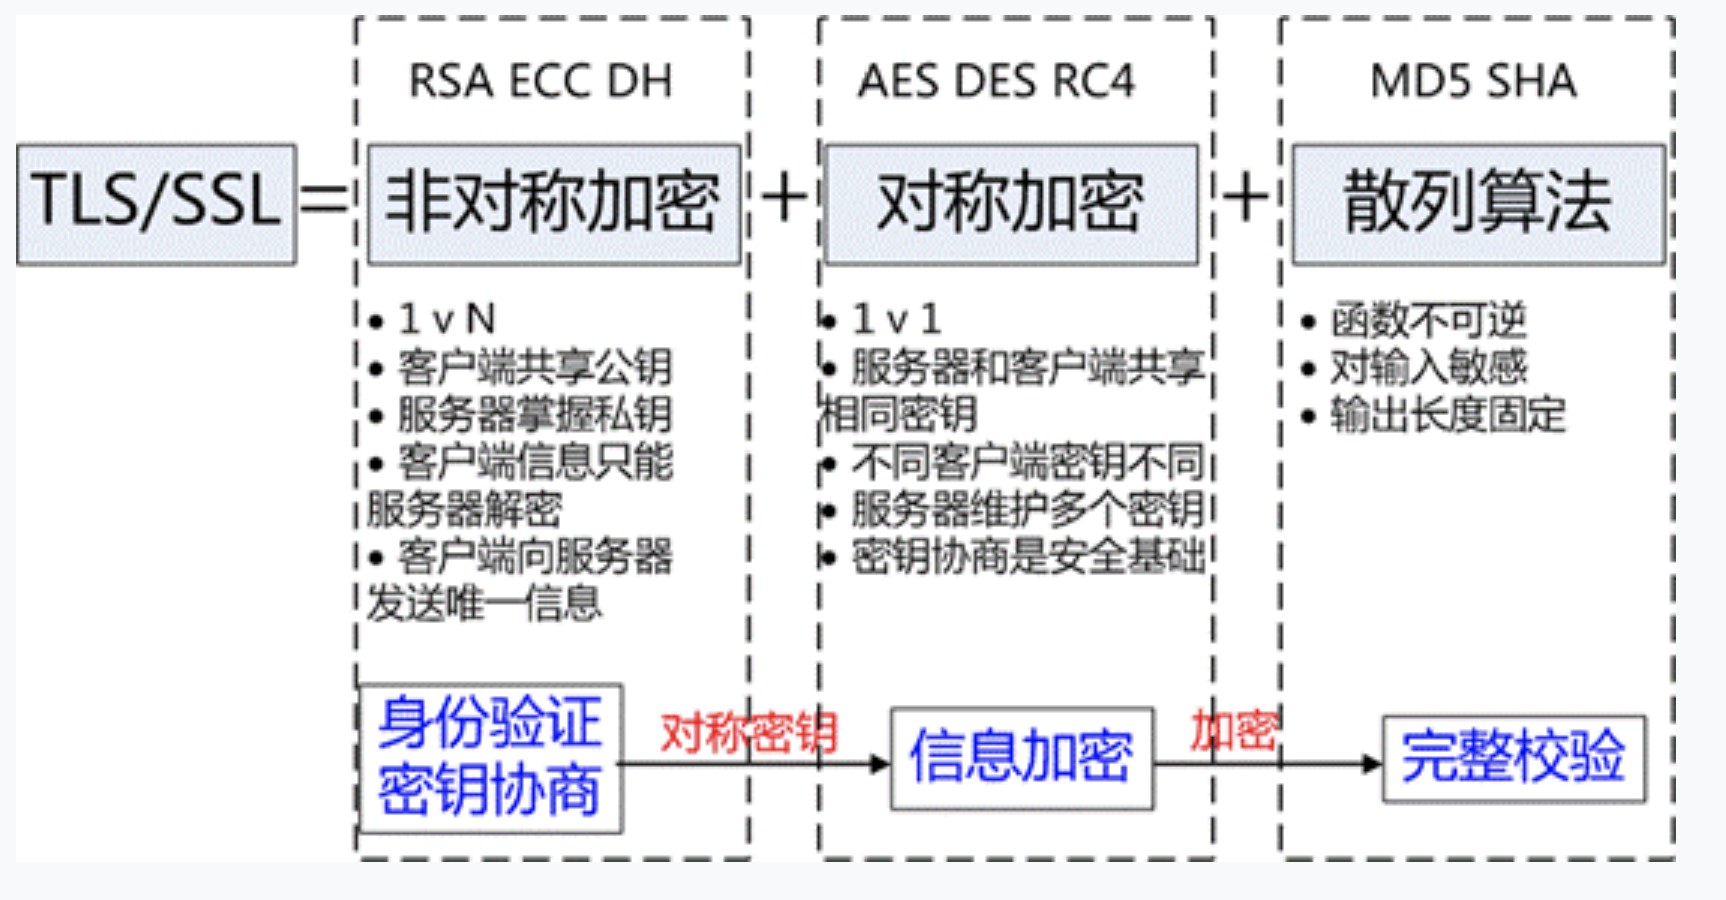 RSA ECC DH
AES DES RC4
MD5 SHA
TLS/SSL
=
非对称加密
+
对称加密
+
散列算法
• 1 v N
• 客户端共享公钥
• 服务器掌握私钥
• 客户端信息只能
服务器解密
• 客户端向服务器
发送唯一信息
• 1 v 1
• 服务器和客户端共享
相同密钥
• 不同客户端密钥不同
• 服务器维护多个密钥
• 密钥协商是安全基础
• 函数不可逆
• 对输入敏感
• 输出长度固定
身份验证
密钥协商
对称密钥
信息加密
加密
完整校验